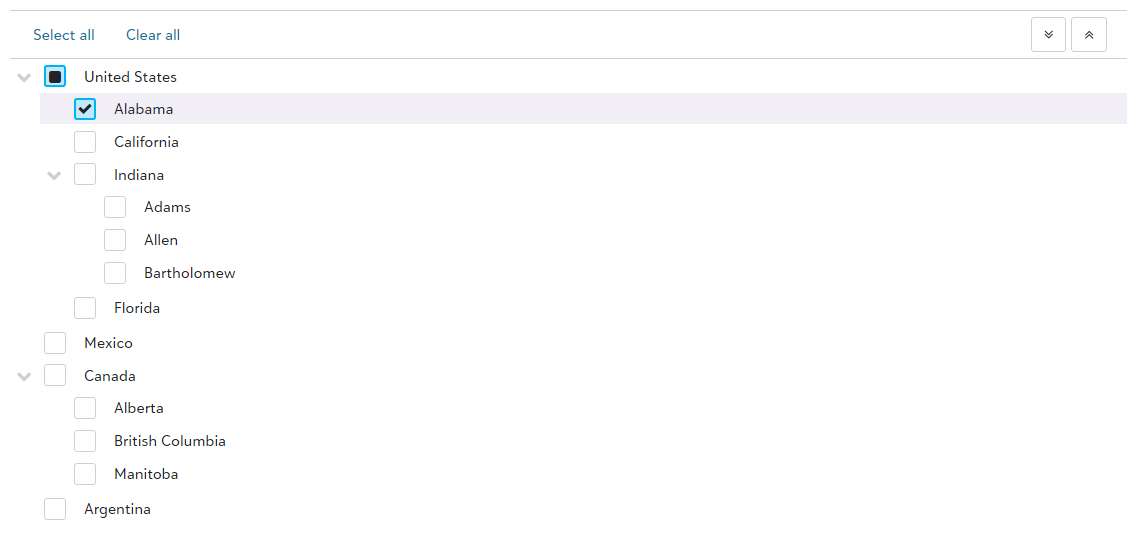 Select all Clear all
United States
Alabama
California
Indiana
Adams
Allen
Bartholomew
Florida
Mexico
Canada
Alberta
British Columbia
Manitoba
Argentina